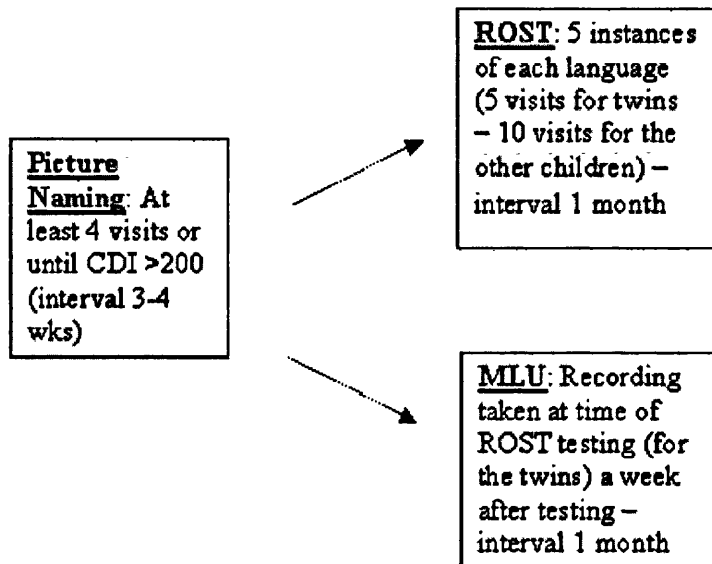 Picture
Naming: At
least 4 visits or
until CDI >200
(interval 3-4
wks)
ROST: 5 instances
of each language
(5 visits for twins
– 10 visits for the
other children) –
interval 1 month
MLU: Recording
taken at time of
ROST testing (for
the twins) a week
after testing –
interval 1 month